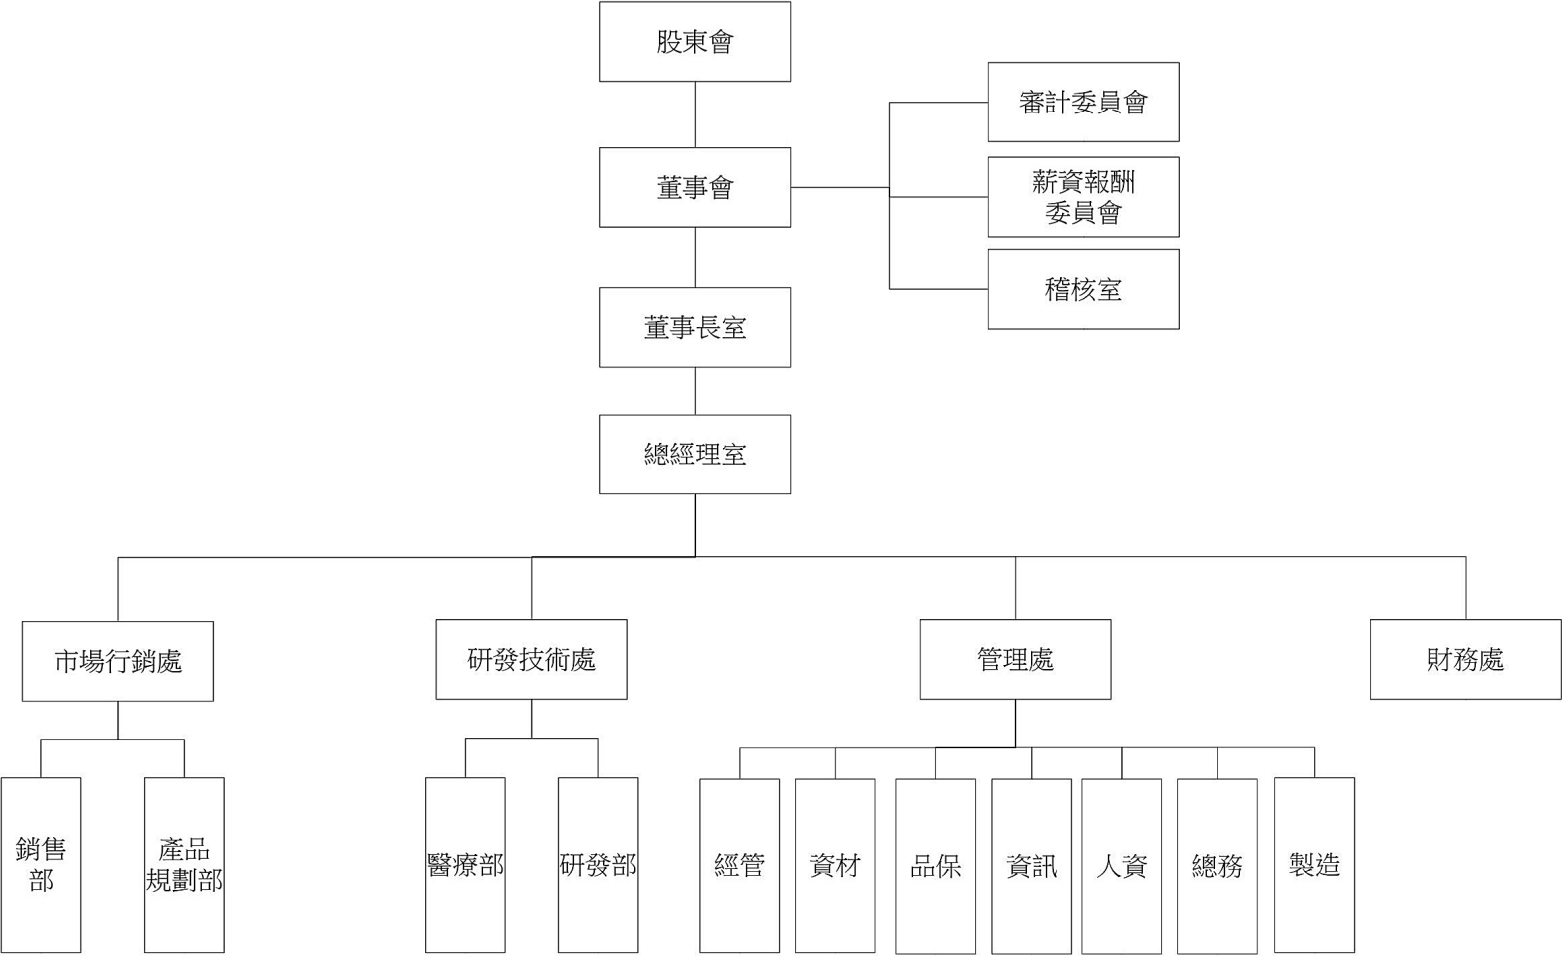 股東會
審計委員會
董事會
薪資報酬
委員會
稽核室
董事長室
總經理室
市場行銷處
研發技術處
管理處
財務處
銷售
部
產品
規劃部
醫療部
研發部
經管
資材
品保
資訊
人資
總務
製造